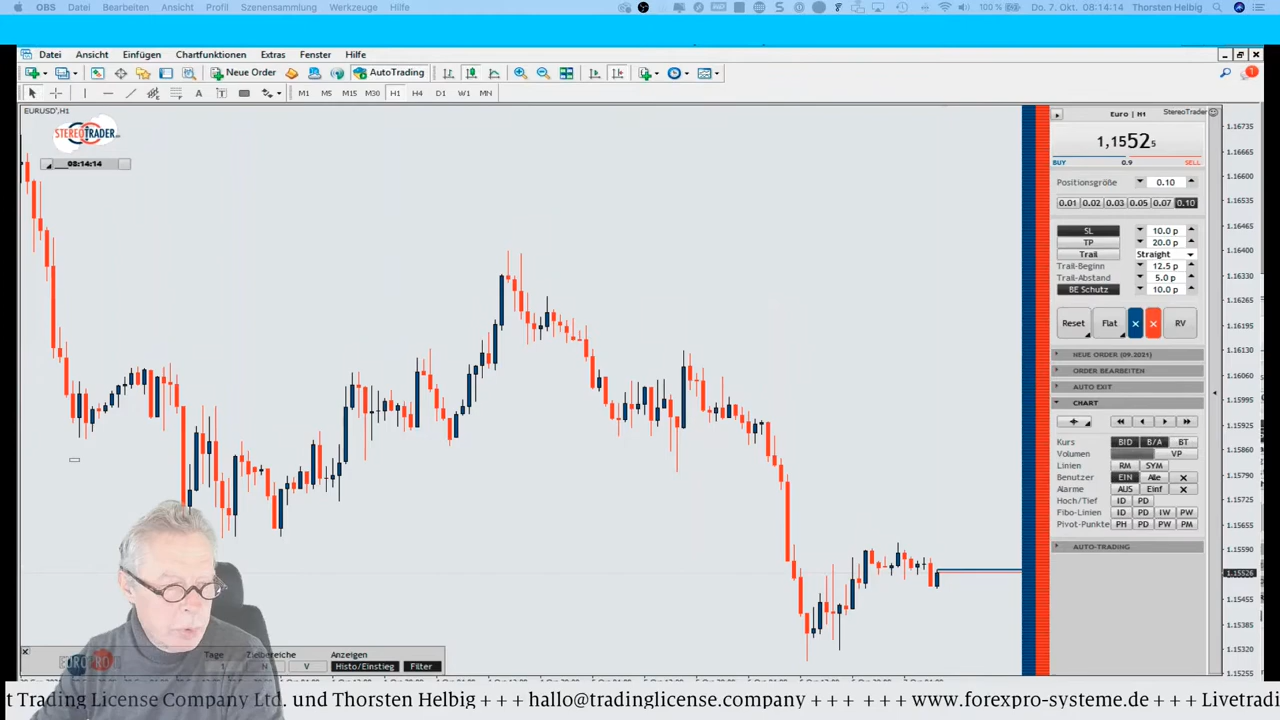 OBS Datei Bearbeiten Ansicht Profil Szenensammlung Werkzeuge Hilfe 100 % Do. 7. Okt. 08:14:14 Thorsten Helbig
Datei Ansicht Einfügen Chartfunktionen Extras Fenster Hilfe
New Order AutoTrading
A T M1 M5 M15 M30 H1 H4 D1 W1 MN
EURUSD',H1
STEREOTRADER
08:14:14
Euro | H1 StereoTrader
1,15525
BUY 0.9 SELL
Positionsgröße 0.10
0.01 0.02 0.03 0.05 0.07 0.10
SL 10.0 p
TP 20.0 p
Trail Straight
Trail-Beginn 12.5 p
Trail-Abstand 5.0 p
BE Schutz 10.0 p
Reset Flat × × RV
NEUE ORDER (09.2021)
ORDER BEARBEITEN
AUTO EXIT
CHART
Kurs BID B/A BT
Volumen VP
Linien RM SYM
Benutzer EIN Alle ×
Alarme AUS Einf ×
Hoch/Tief ID PD
Fibo-Linien ID PD IW PW
Pivot-Punkte PH PD PW PM
AUTO-TRADING
1.16735
1.16665
1.16600
1.16535
1.16465
1.16400
1.16330
1.16265
1.16195
1.16130
1.16060
1.15995
1.15925
1.15860
1.15790
1.15725
1.15655
1.15590
1.15526
1.15455
1.15385
1.15320
1.15255
Tage Zielbereiche Anzeigen
1 N V Histo/Einstieg Filter
t Trading License Company Ltd. und Thorsten Helbig +++ hallo@tradinglicense.company +++ +++ www.forexpro-systeme.de +++ Livetradi